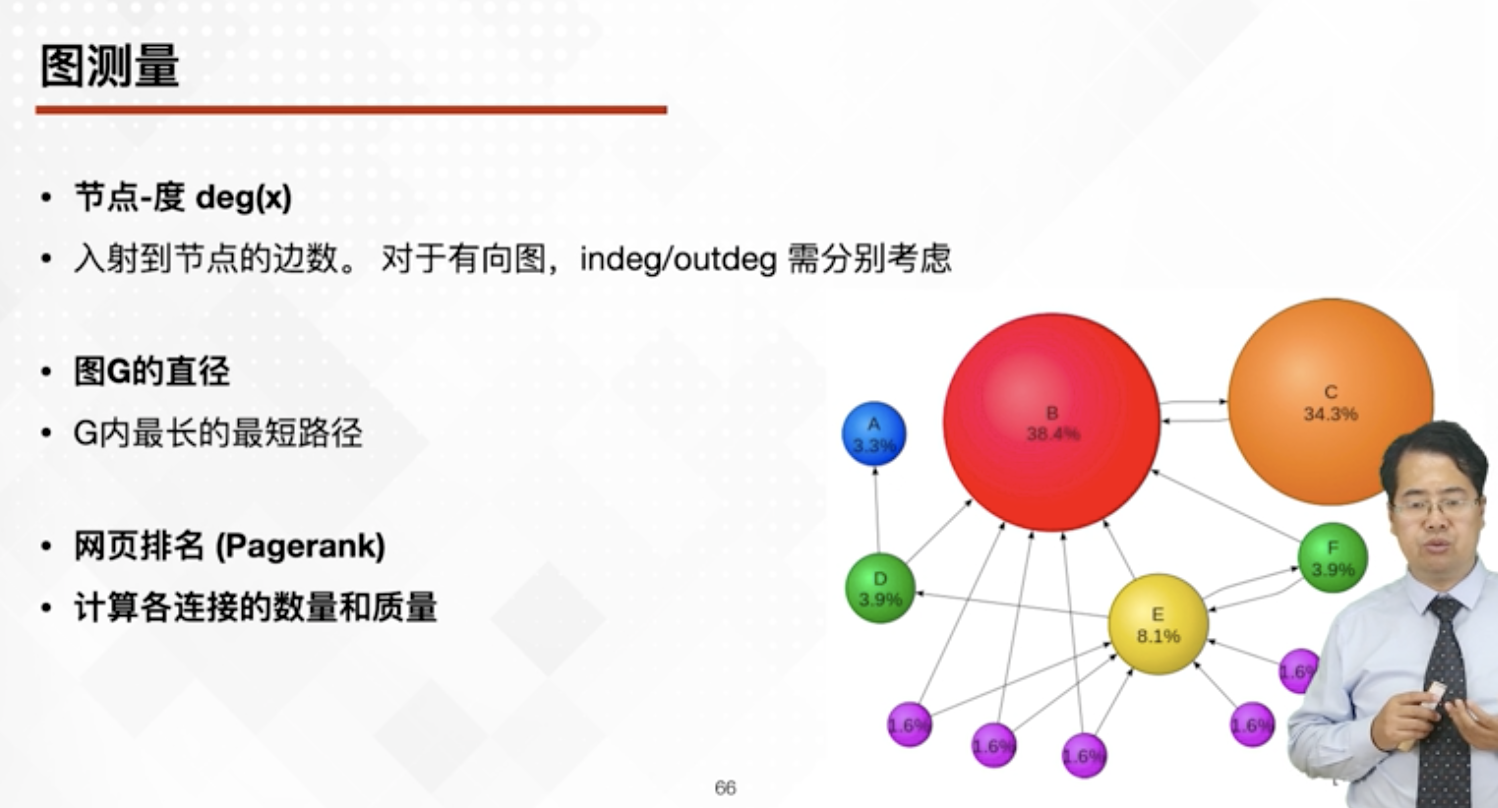 图测量
• 节点-度 deg(x)
• 入射到节点的边数。 对于有向图，indeg/outdeg 需分别考虑
• 图G的直径
• G内最长的最短路径
• 网页排名 (Pagerank)
• 计算各连接的数量和质量
B
38.4%
C
34.3%
A
3.3%
D
3.9%
E
8.1%
F
3.9%
1.6%
1.6%
1.6%
1.6%
1.6%
66